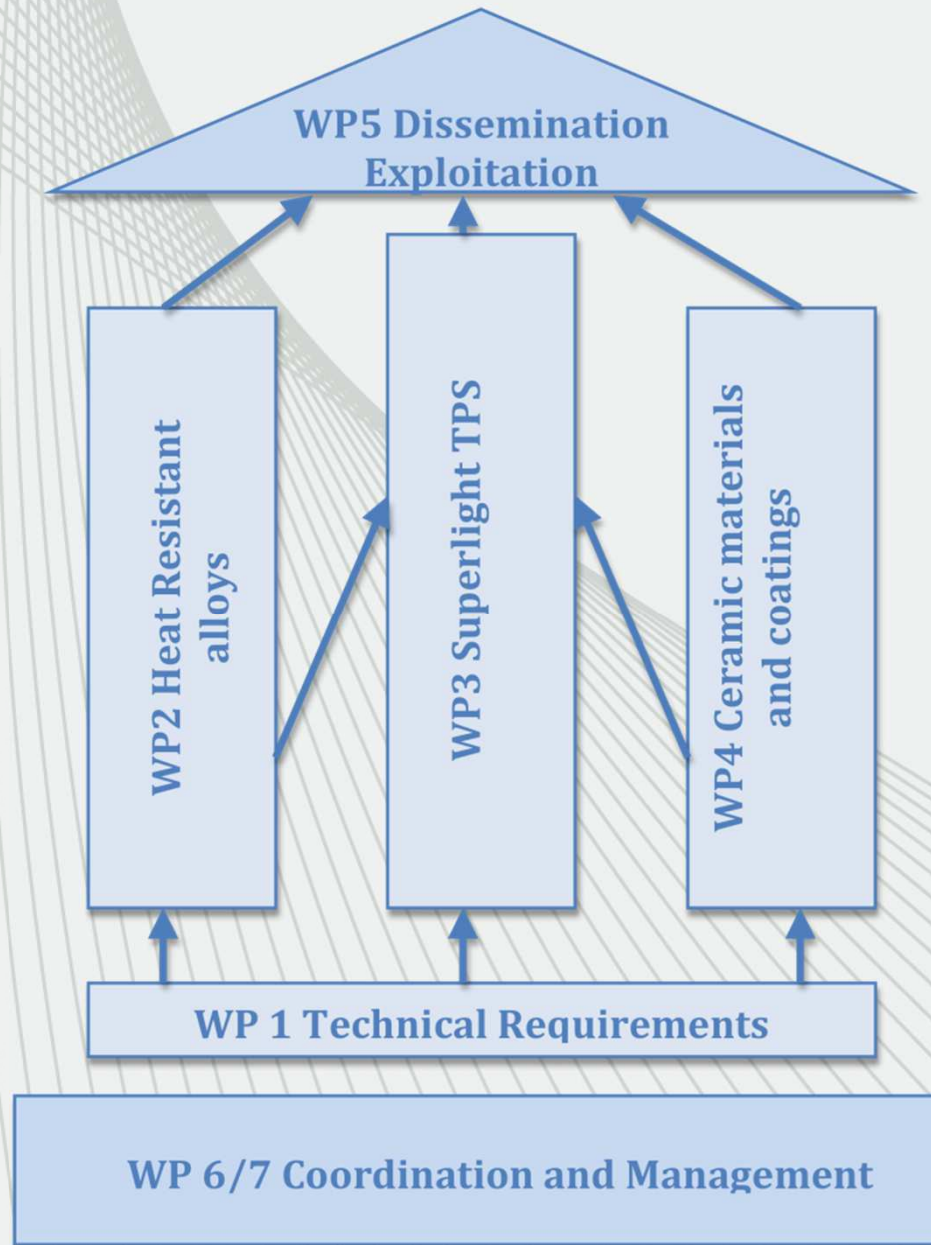 WP5 Dissemination
Exploitation
WP2 Heat Resistant
alloys
WP3 Superlight TPS
WP4 Ceramic materials
and coatings
WP 1 Technical Requirements
WP 6/7 Coordination and Management